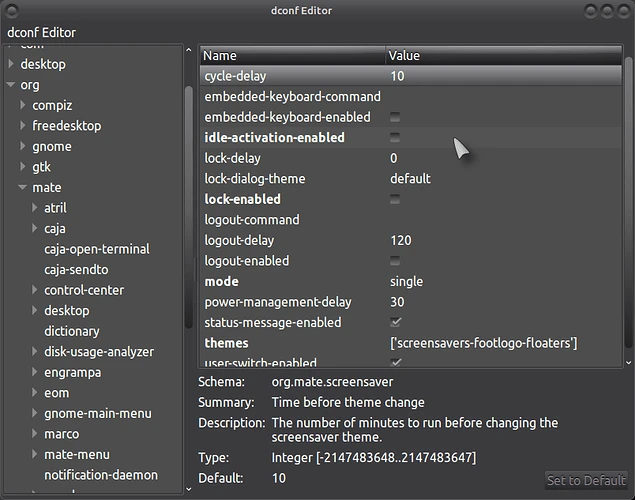 dconf Editor
dconf Editor
com
desktop
org
compiz
freedesktop
gnome
gtk
mate
atril
caja
caja-open-terminal
caja-sendto
control-center
desktop
dictionary
disk-usage-analyzer
engrampa
eom
gnome-main-menu
marco
mate-menu
notification-daemon
Name Value
cycle-delay 10
embedded-keyboard-command
embedded-keyboard-enabled
idle-activation-enabled
lock-delay 0
lock-dialog-theme default
lock-enabled
logout-command
logout-delay 120
logout-enabled
mode single
power-management-delay 30
status-message-enabled
themes ['screensavers-footlogo-floaters']
user-switch-enabled
Schema: org.mate.screensaver
Summary: Time before theme change
Description: The number of minutes to run before changing the
screensaver theme.
Type: Integer [-2147483648..2147483647]
Default: 10
Set to Default